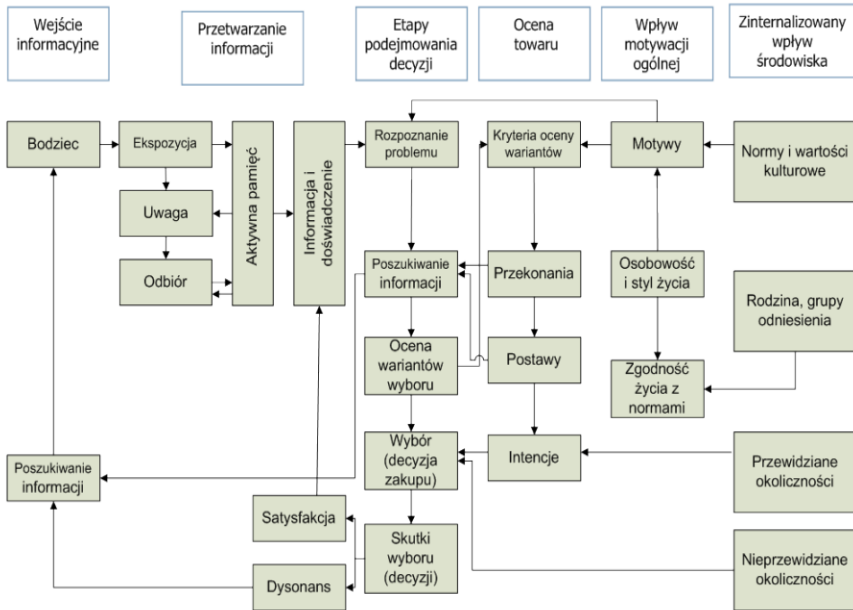 Wejście
informacyjne
Przetwarzanie
informacji
Etapy
podejmowania
decyzji
Ocena
towaru
Wpływ
motywacji
ogólnej
Zinternalizowany
wpływ
środowiska
Bodziec
Ekspozycja
Uwaga
Odbiór
Aktywna pamięć
Informacja i
doświadczenie
Rozpoznanie
problemu
Kryteria oceny
wariantów
Motywy
Normy i wartości
kulturowe
Poszukiwanie
informacji
Przekonania
Osobowość
i styl życia
Rodzina, grupy
odniesienia
Ocena
wariantów
wyboru
Postawy
Zgodność
życia z
normami
Poszukiwanie
informacji
Wybór
(decyzja
zakupu)
Intencje
Przewidziane
okoliczności
Satysfakcja
Dysonans
Skutki
wyboru
(decyzji)
Nieprzewidziane
okoliczności